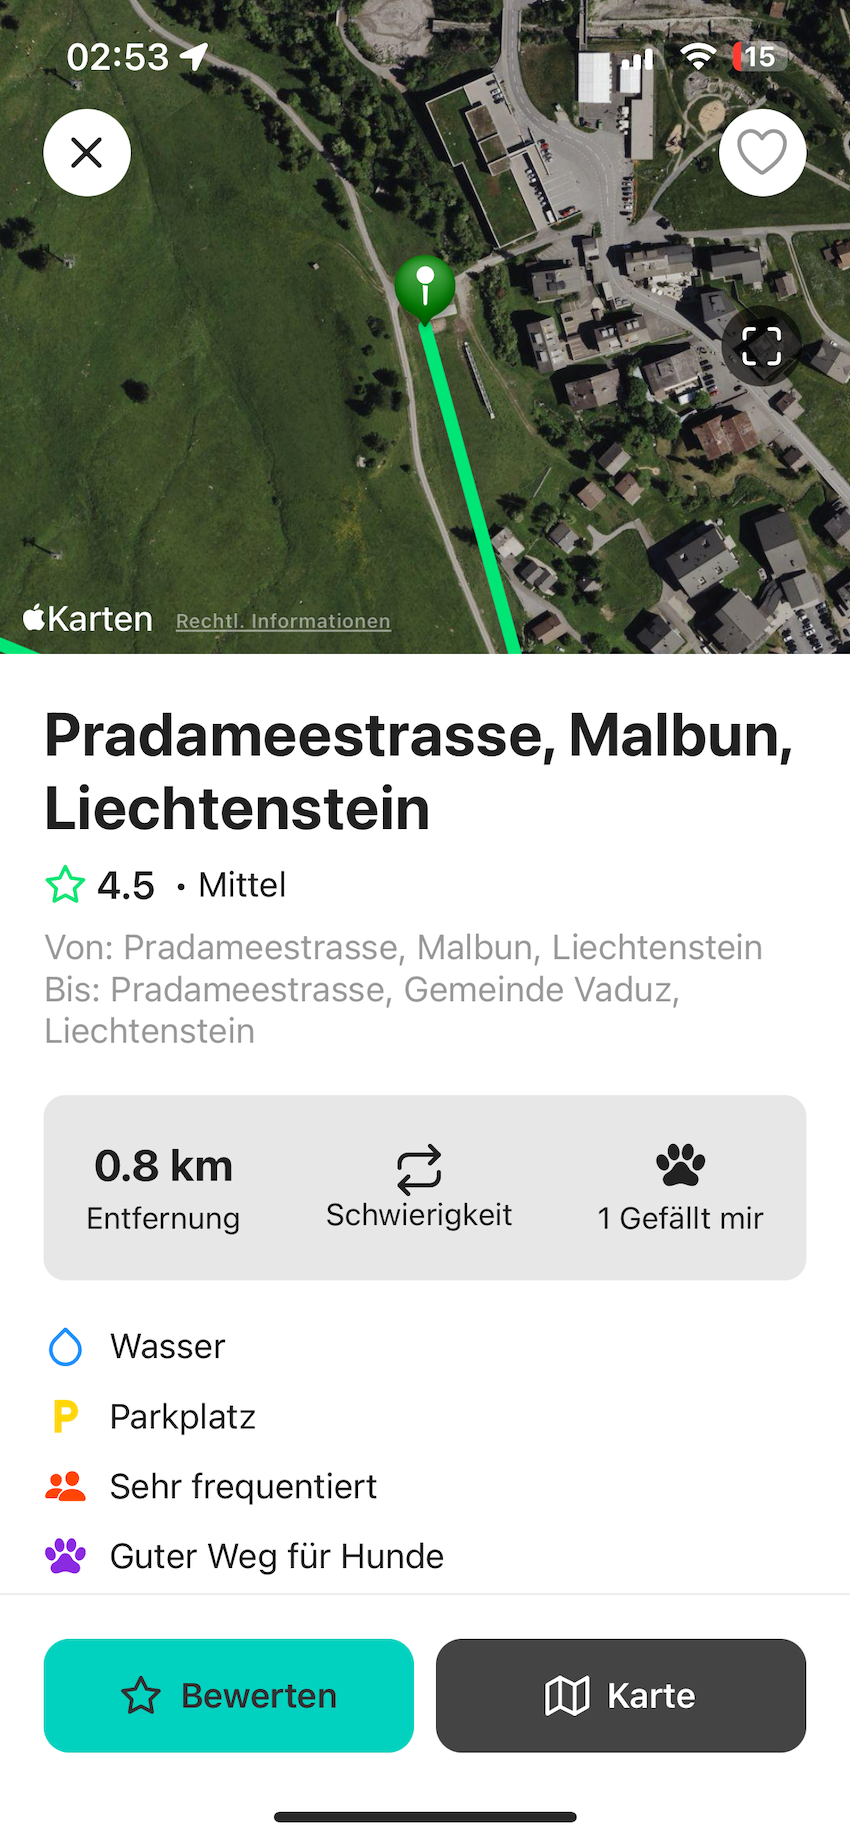 02:53
15
Karten
Rechtl. Informationen
Pradameestrasse, Malbun,
Liechtenstein
4.5 · Mittel
Von: Pradameestrasse, Malbun, Liechtenstein
Bis: Pradameestrasse, Gemeinde Vaduz,
Liechtenstein
0.8 km
Entfernung
Schwierigkeit
1 Gefällt mir
Wasser
P Parkplatz
Sehr frequentiert
Guter Weg für Hunde
Bewerten
Karte